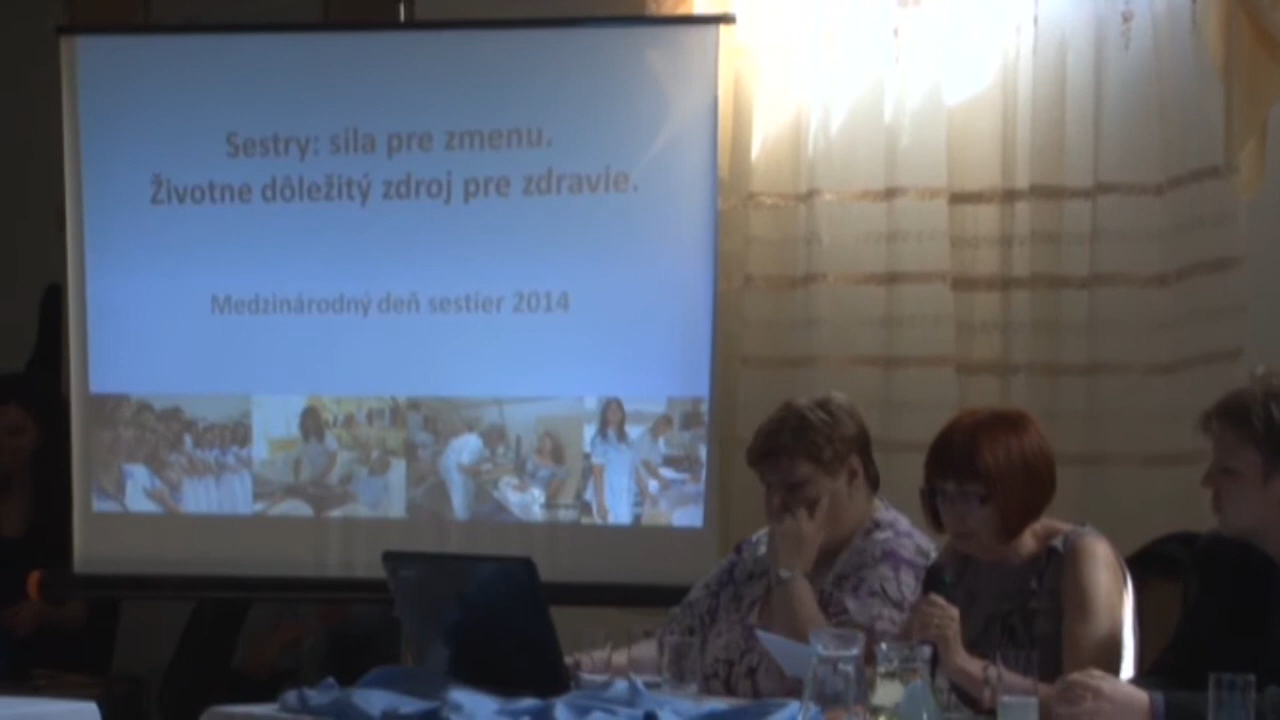 Sestry: sila pre zmenu.
Životne dôležitý zdroj pre zdravie.
Medzinárodný deň sestier 2014